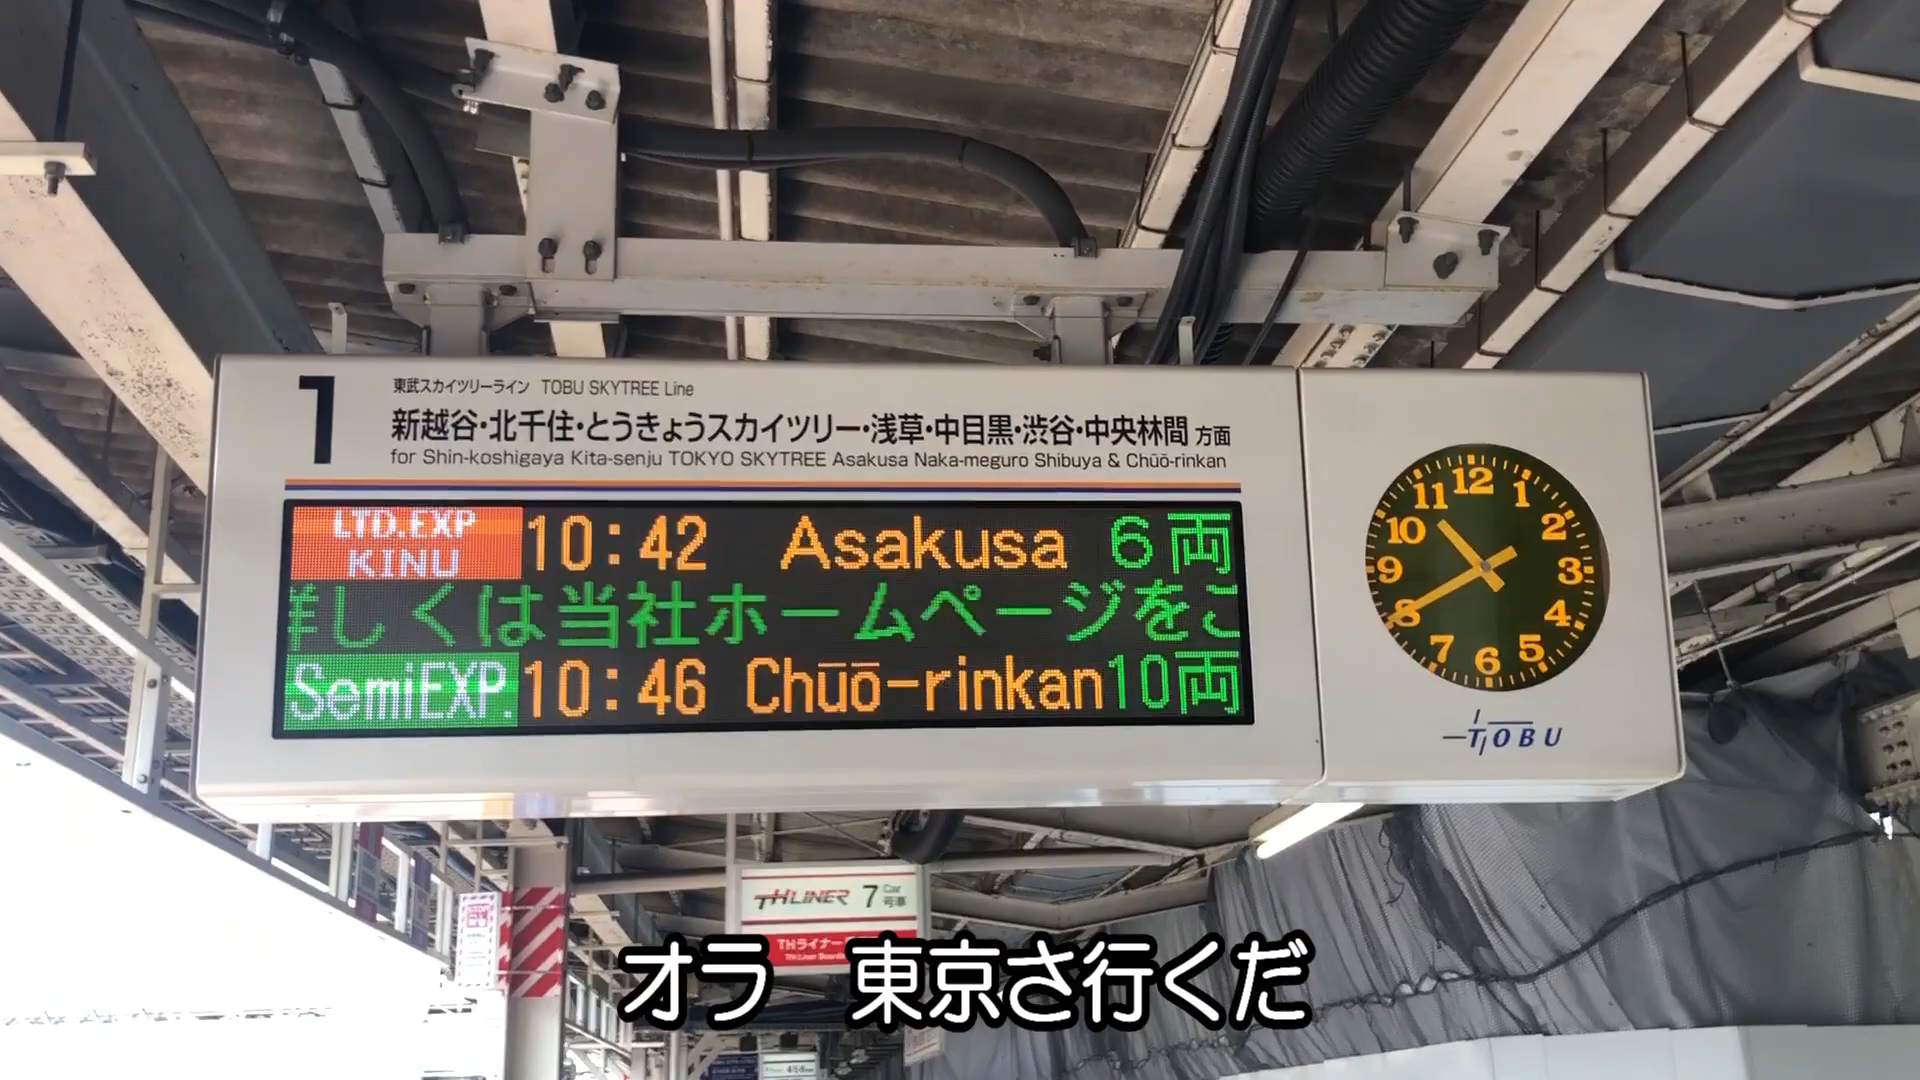 1
東武スカイツリーライン TOBU SKYTREE Line
新越谷・北千住・とうきょうスカイツリー・浅草・中目黒・渋谷・中央林間 方面
for Shin-koshigaya Kita-senju TOKYO SKYTREE Asakusa Naka-meguro Shibuya & Chūō-rinkan
LTD.EXP KINU 10:42 Asakusa 6両
しくは当社ホームページをご
SemiEXP. 10:46 Chūō-rinkan 10両
12 1 2 3 4 5 6 7 8 9 10 11
TOBU
TH LINER 7 Car 号車
THライナー
オラ 東京さ行くだ